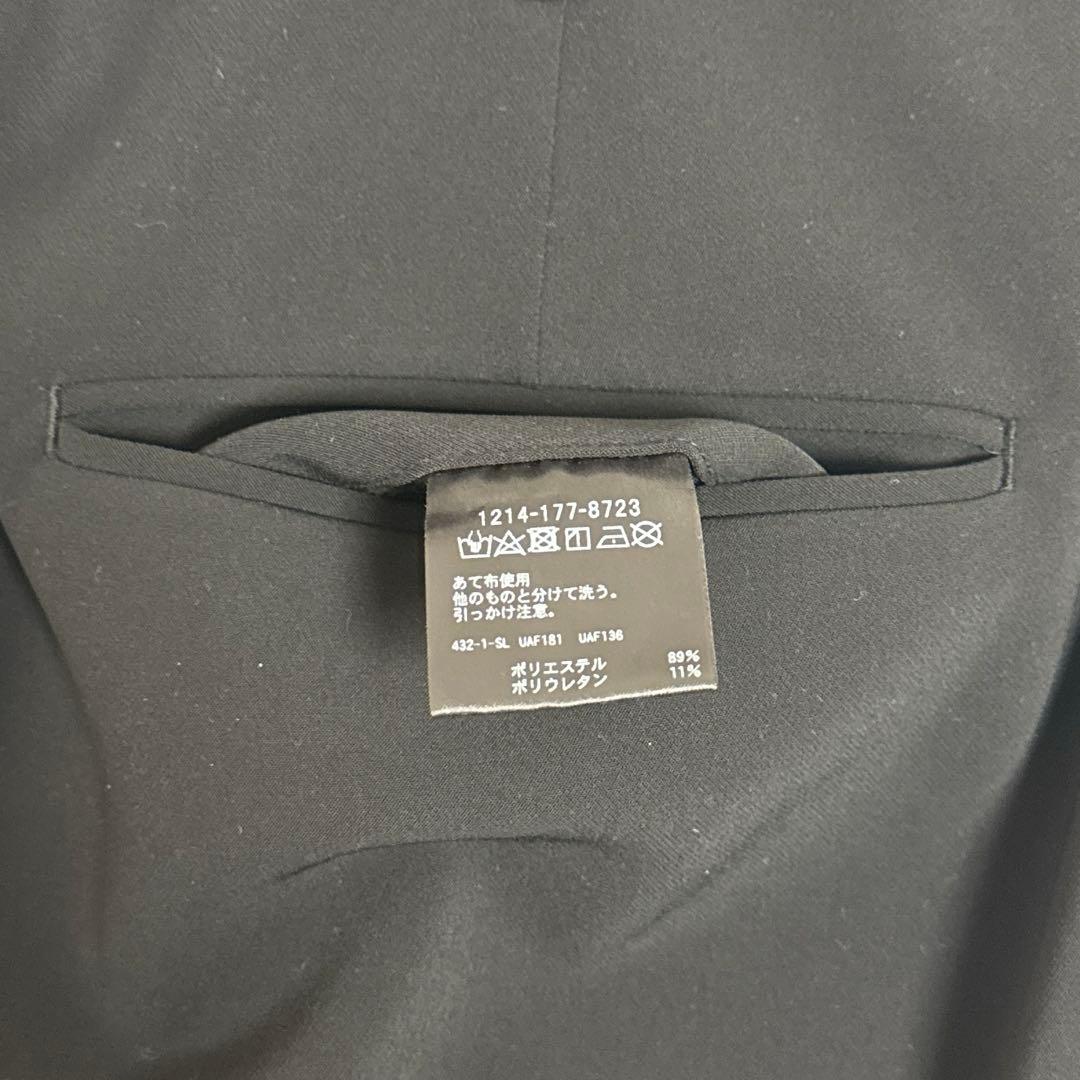 1214-177-8723
あて布使用
他のものと分けて洗う。
引っかけ注意。
432-1-SL UAF181 UAF136
ポリエステル 89%
ポリウレタン 11%